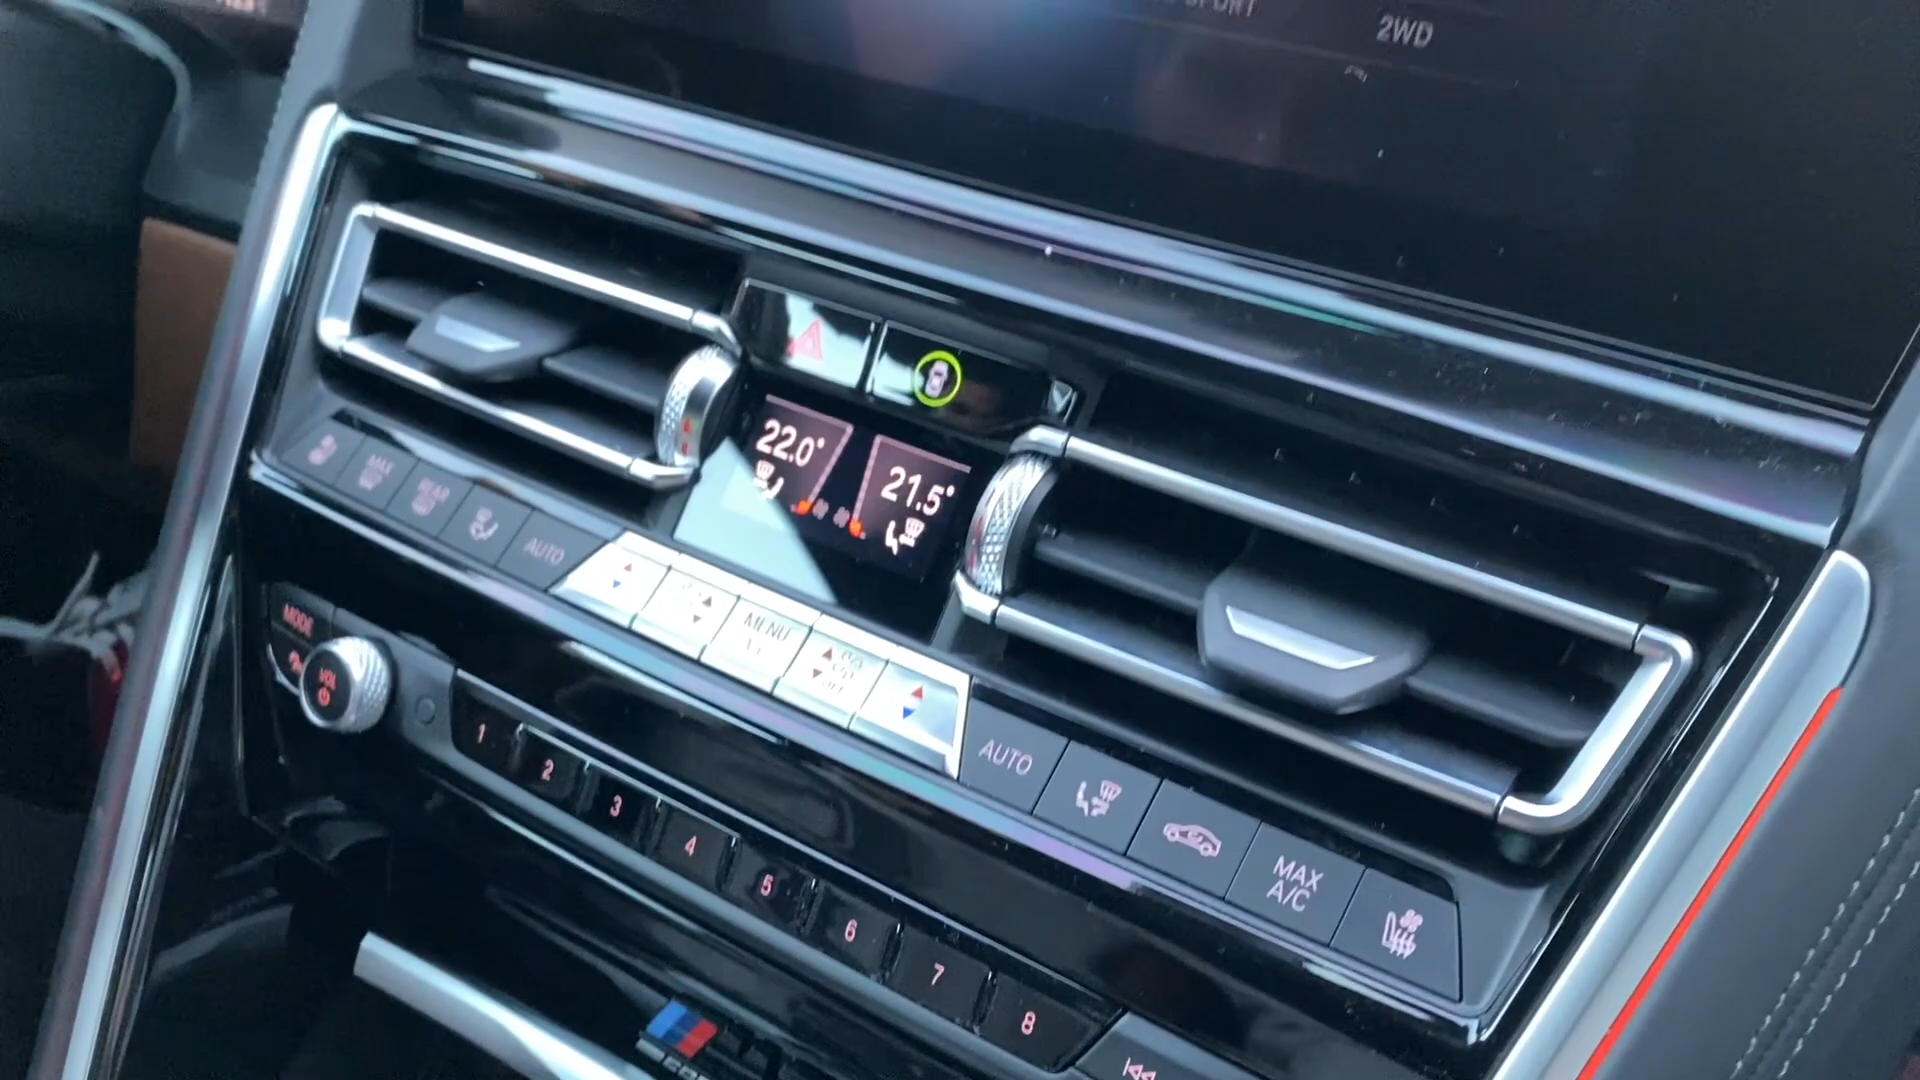 SPORT
2WD
22.0°
21.5°
MAX
REAR
AUTO
MENU
AUTO
MAX
A/C
MODE
VOL
1
2
3
4
5
6
7
8